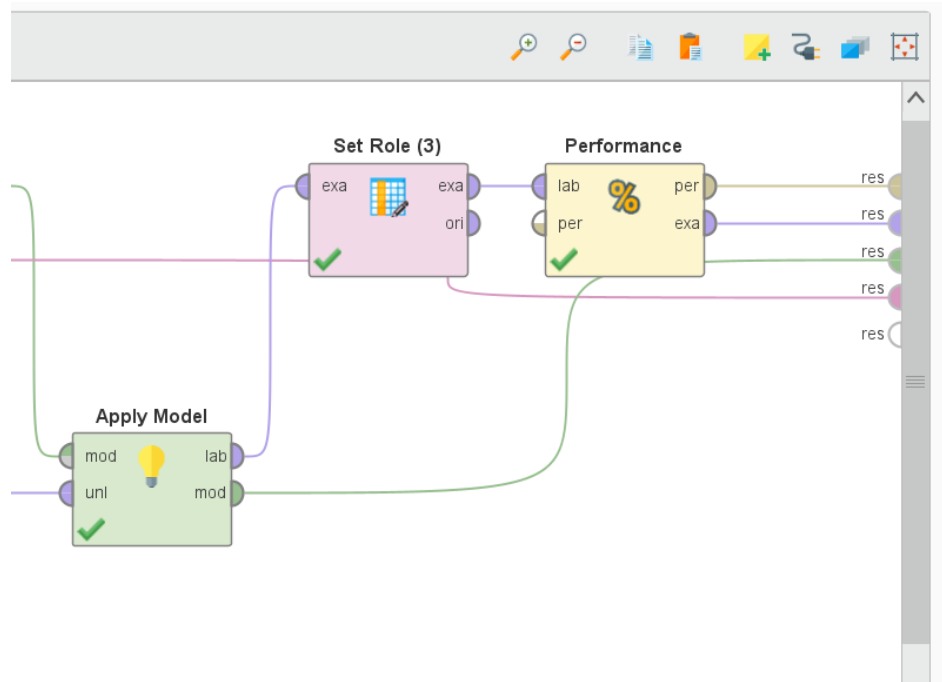 Set Role (3)
Performance
exa
exa
ori
lab
per
per
exa
res
res
res
res
res
Apply Model
mod
lab
unl
mod